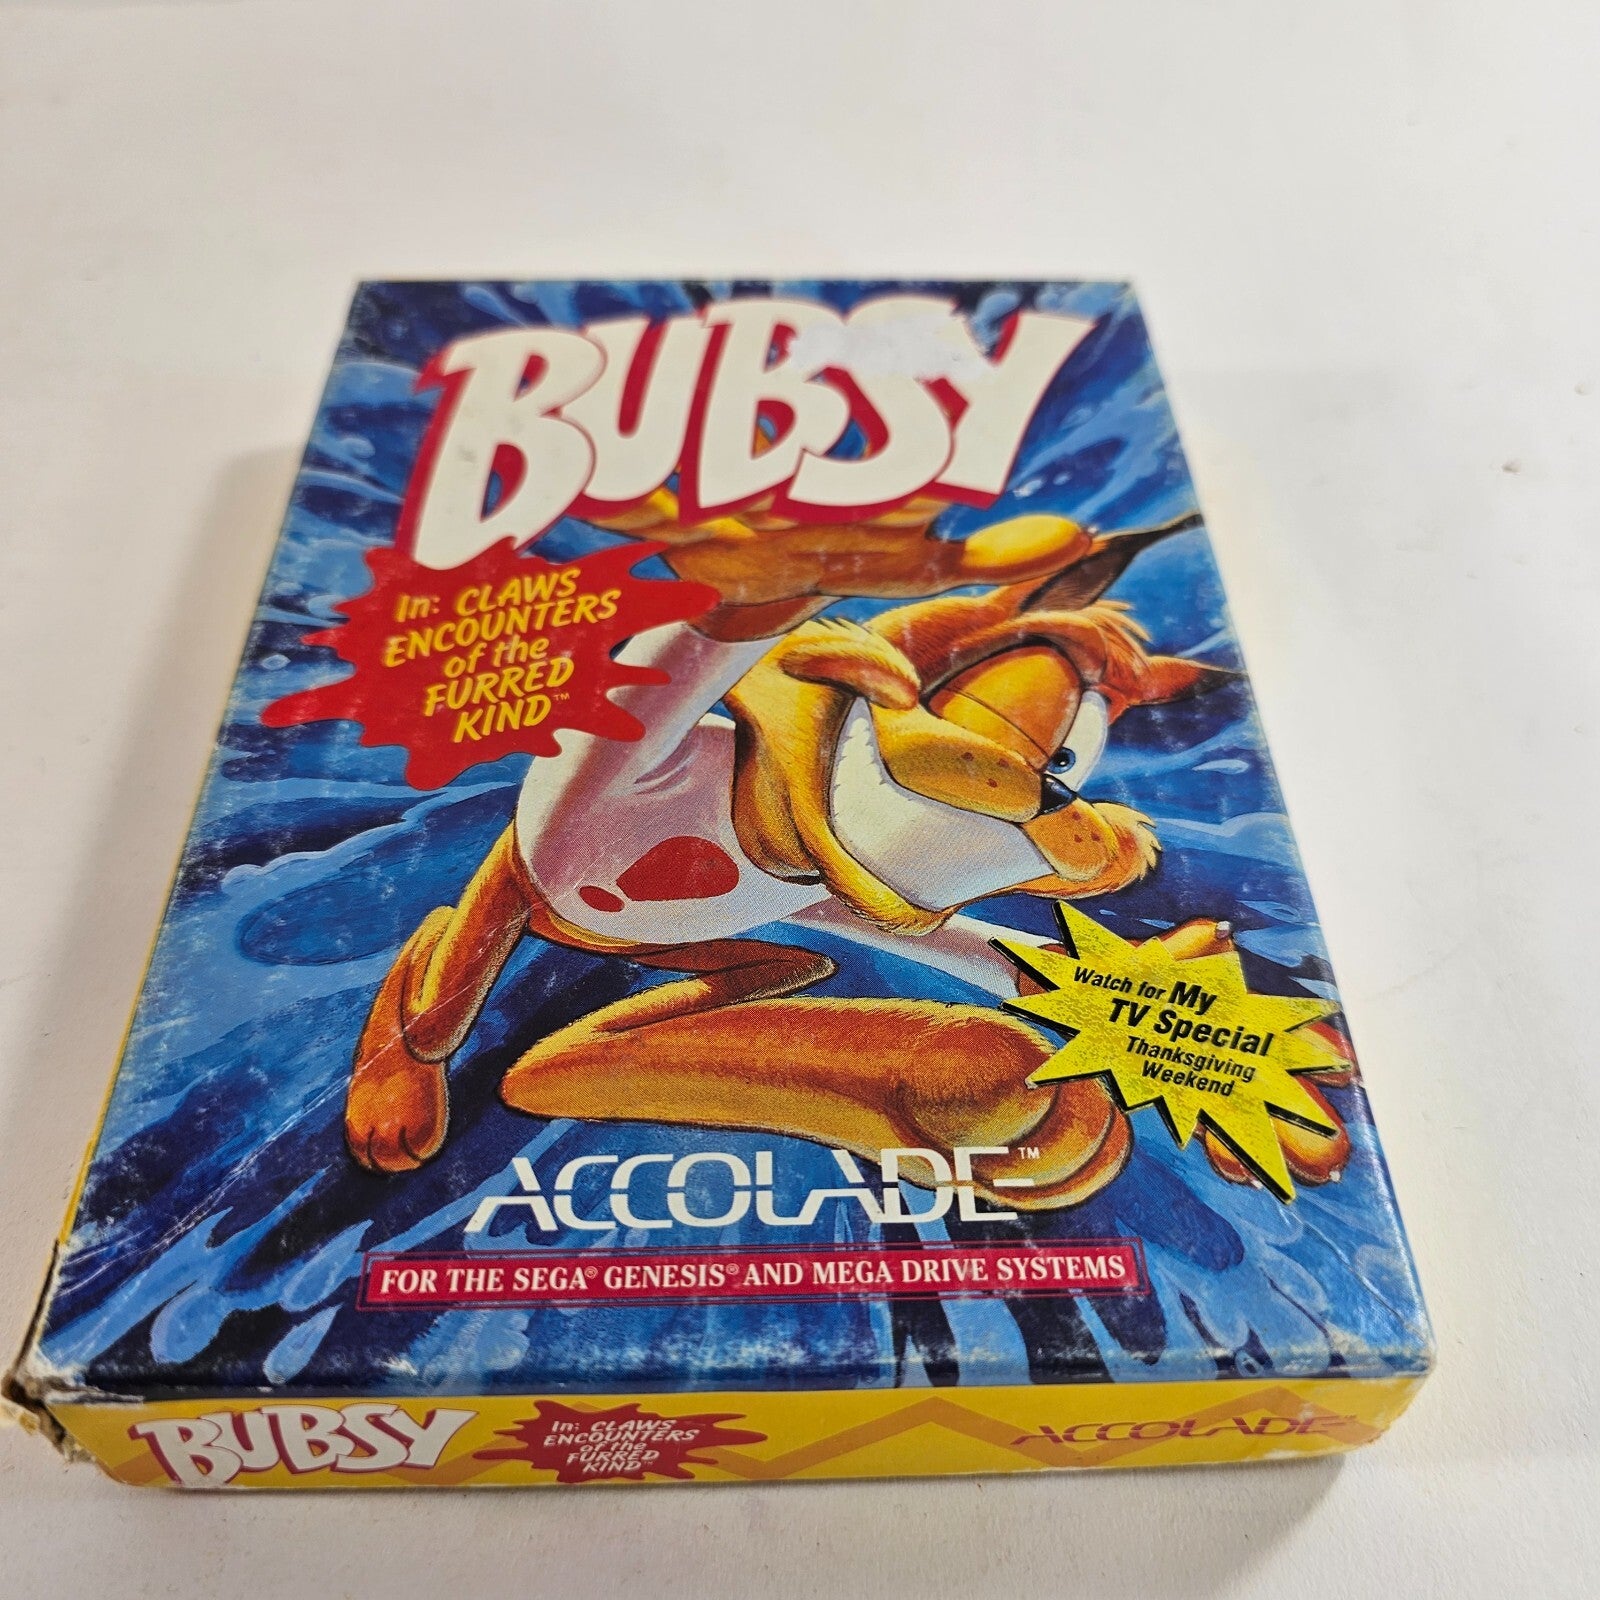 BUBSY
In: CLAWS
ENCOUNTERS
of the
FURRED
KIND™
Watch for My
TV Special
Thanksgiving
Weekend
ACCOLADE™
FOR THE SEGA® GENESIS® AND MEGA DRIVE SYSTEMS
BUBSY
In: CLAWS
ENCOUNTERS
of the
FURRED
KIND™
ACCOLADE™